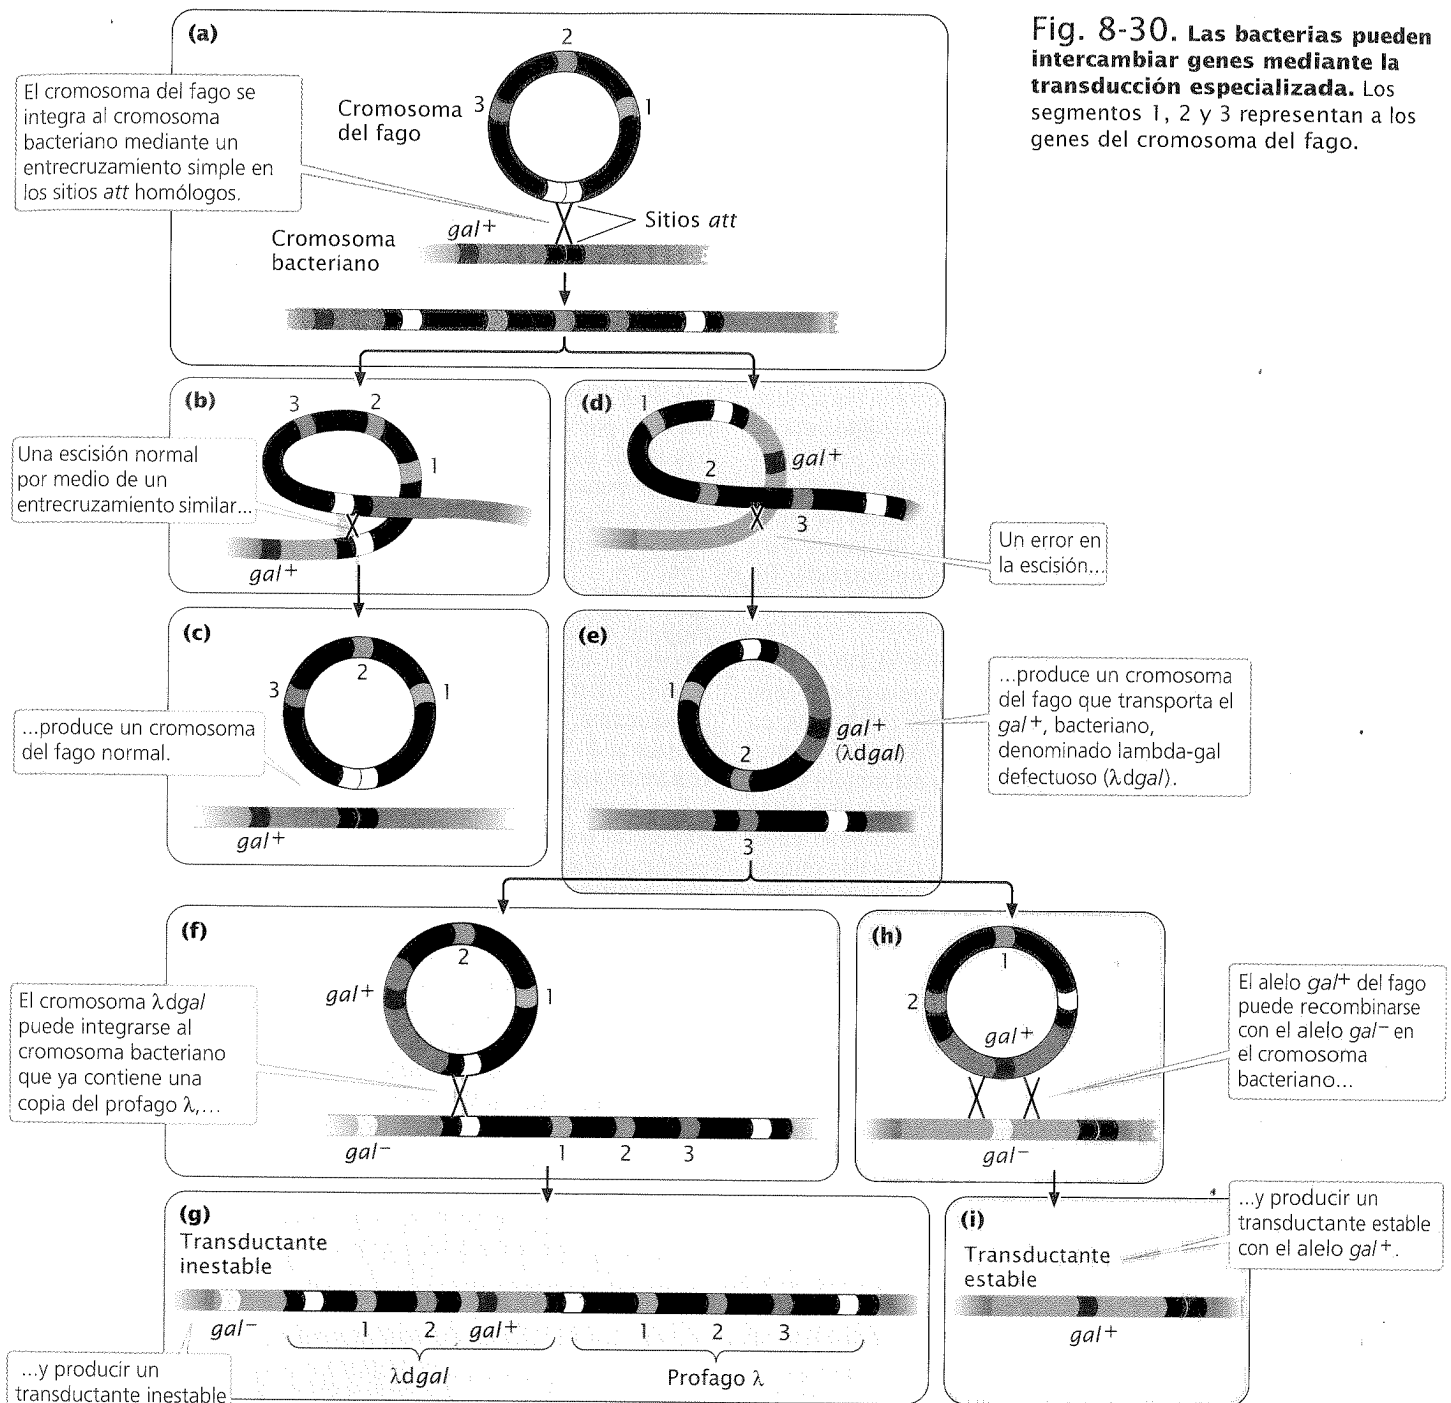 Fig. 8-30. Las bacterias pueden
intercambiar genes mediante la
transducción especializada. Los
segmentos 1, 2 y 3 representan a los
genes del cromosoma del fago.
(a)
El cromosoma del fago se
integra al cromosoma
bacteriano mediante un
entrecruzamiento simple en
los sitios att homólogos.
2
Cromosoma
del fago
3
1
Sitios att
gal+
Cromosoma
bacteriano
(b)
3
2
1
Una escisión normal
por medio de un
entrecruzamiento similar...
gal+
(d)
1
gal+
2
3
Un error en
la escisión...
(c)
2
3
1
...produce un cromosoma
del fago normal.
gal+
(e)
1
gal+
(λdgal)
2
3
...produce un cromosoma
del fago que transporta el
gal+, bacteriano,
denominado lambda-gal
defectuoso (λdgal).
(f)
2
gal+
1
El cromosoma λdgal
puede integrarse al
cromosoma bacteriano
que ya contiene una
copia del profago λ,...
gal−
1
2
3
(h)
1
2
gal+
gal−
El alelo gal+ del fago
puede recombinarse
con el alelo gal− en
el cromosoma
bacteriano...
(g)
Transductante
inestable
gal−
1
2
gal+
1
2
3
λdgal
Profago λ
...y producir un
transductante inestable
(i)
Transductante
estable
gal+
...y producir un
transductante estable
con el alelo gal+.